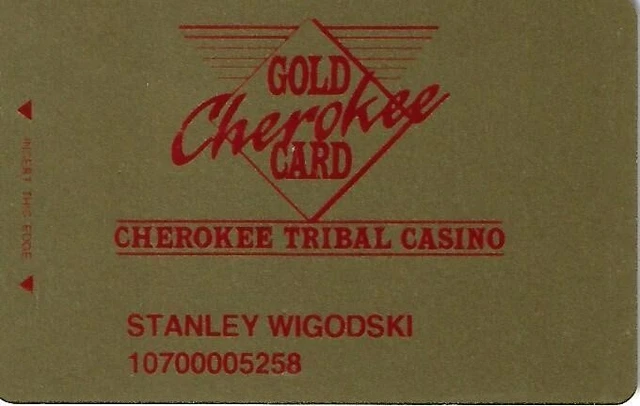 GOLD
Cherokee
CARD
CHEROKEE TRIBAL CASINO
INSERT THIS EDGE
STANLEY WIGODSKI
10700005258